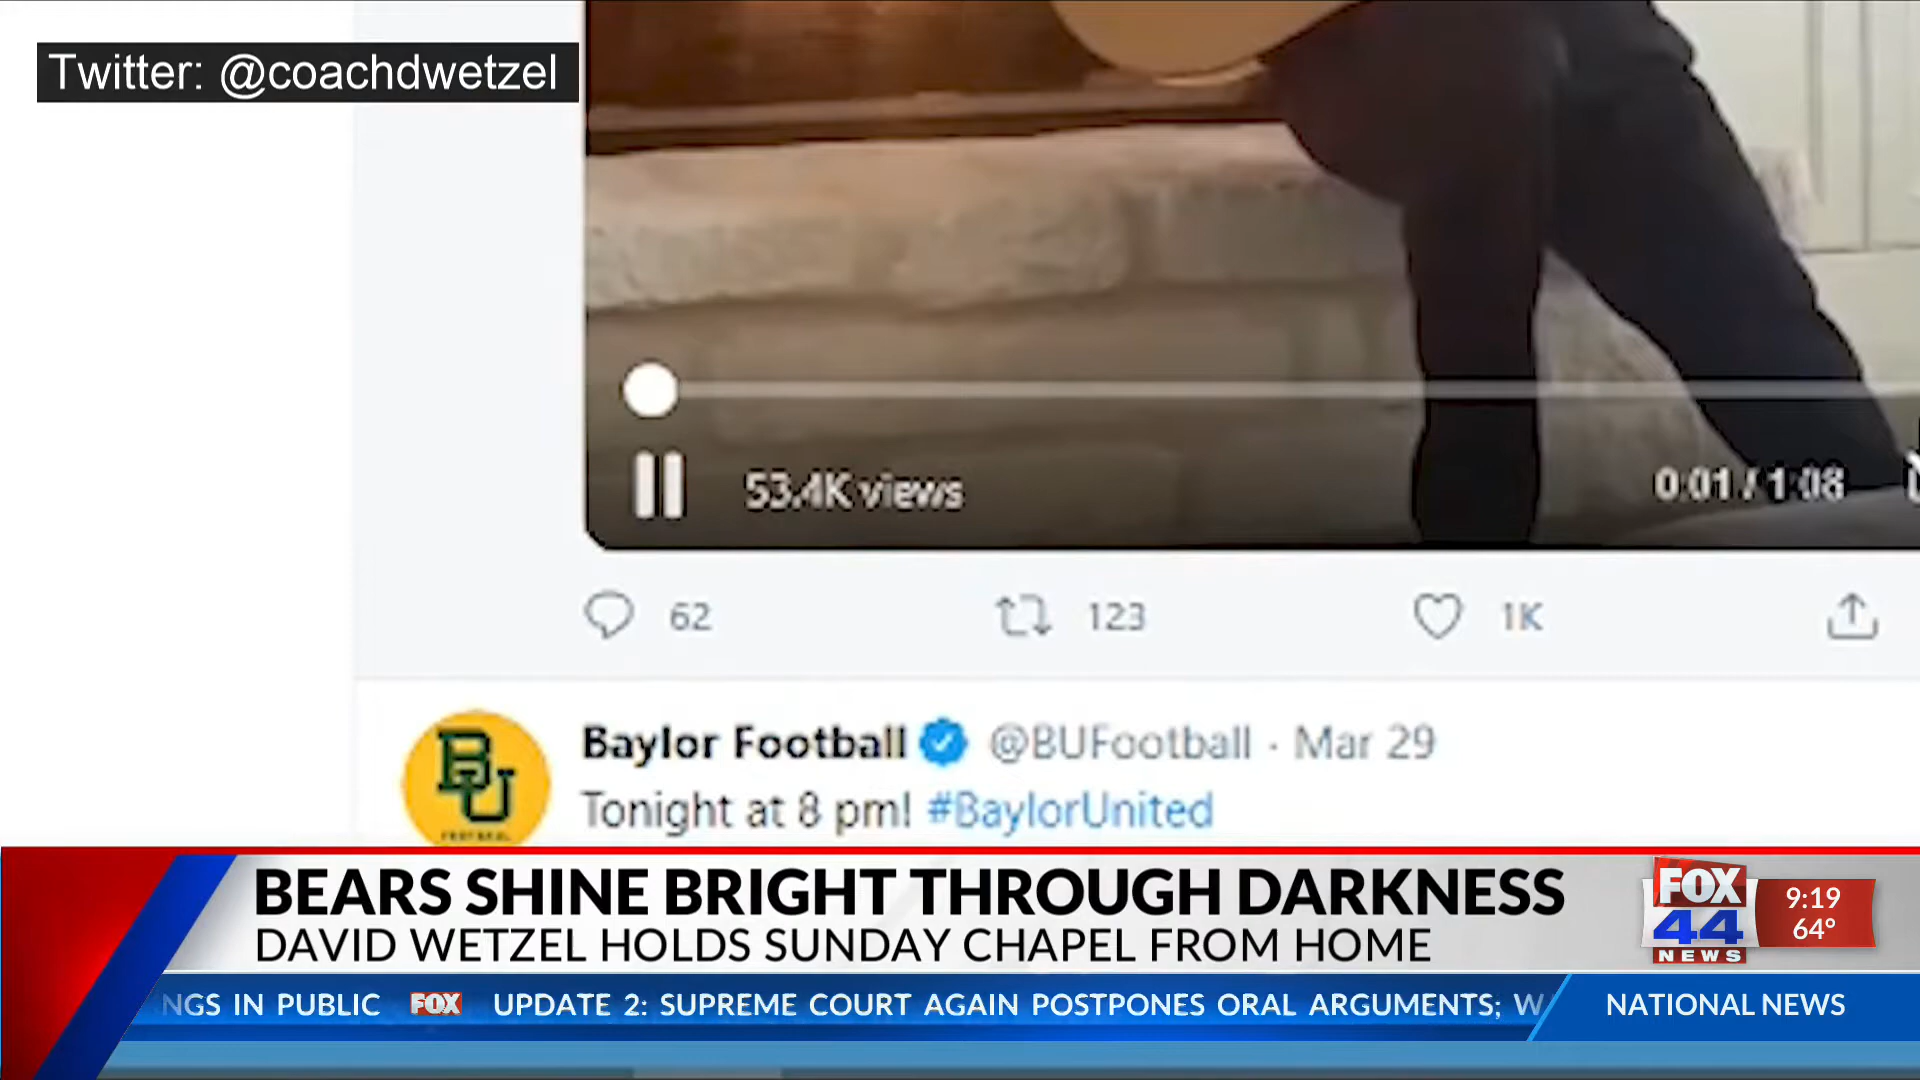 Twitter: @coachdwetzel
53.4K views
0:01 / 1:08
62
123
1K
Baylor Football @BUFootball · Mar 29
Tonight at 8 pm! #BaylorUnited
BU
BEARS SHINE BRIGHT THROUGH DARKNESS
DAVID WETZEL HOLDS SUNDAY CHAPEL FROM HOME
FOX
44
NEWS
9:19
64°
NGS IN PUBLIC FOX UPDATE 2: SUPREME COURT AGAIN POSTPONES ORAL ARGUMENTS; W
NATIONAL NEWS